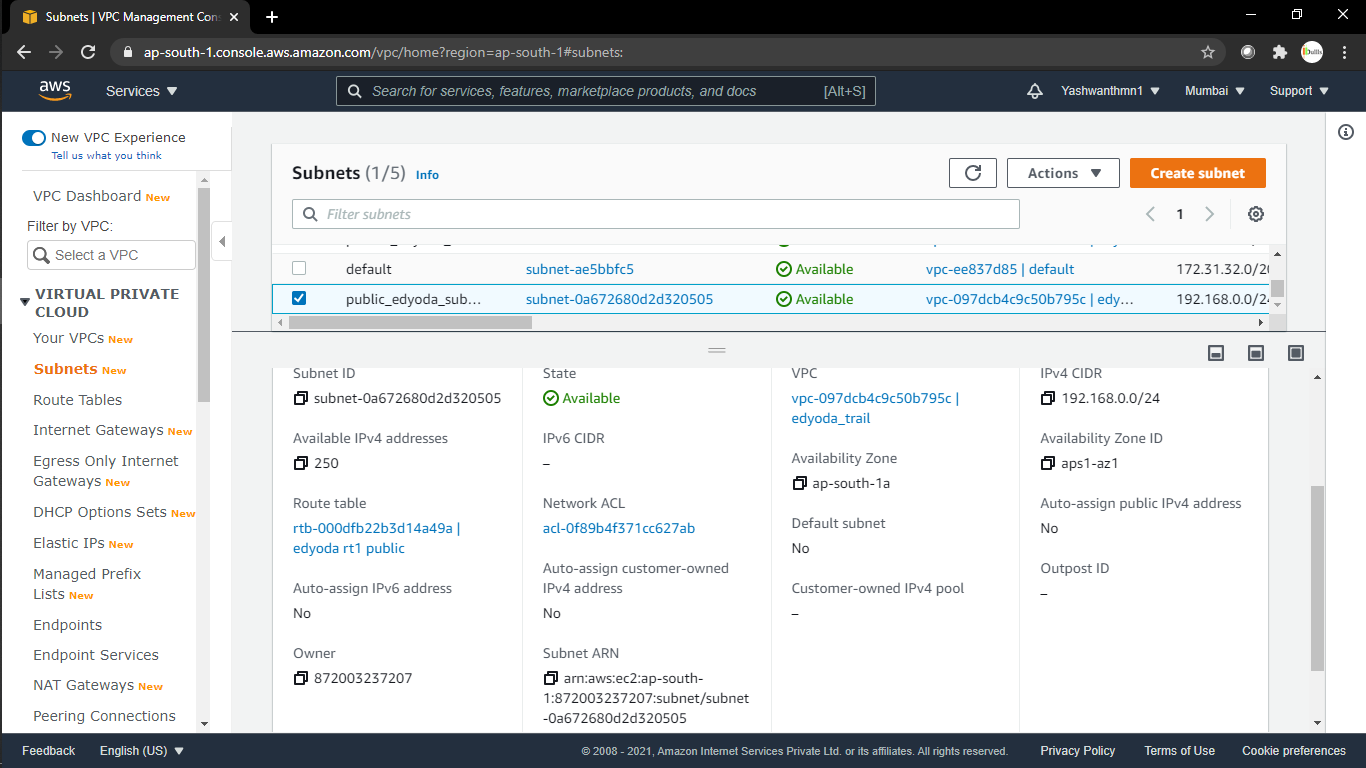 Subnets | VPC Management Con
ap-south-1.console.aws.amazon.com/vpc/home?region=ap-south-1#subnets:
aws
Services
Search for services, features, marketplace products, and docs [Alt+S]
Yashwanthmn1
Mumbai
Support
New VPC Experience
Tell us what you think
VPC Dashboard New
Filter by VPC:
Select a VPC
VIRTUAL PRIVATE
CLOUD
Your VPCs New
Subnets New
Route Tables
Internet Gateways New
Egress Only Internet
Gateways New
DHCP Options Sets New
Elastic IPs New
Managed Prefix
Lists New
Endpoints
Endpoint Services
NAT Gateways New
Peering Connections
Subnets (1/5) Info
Actions
Create subnet
Filter subnets
1
default subnet-ae5bbfc5 Available vpc-ee837d85 | default 172.31.32.0/20
public_edyoda_sub... subnet-0a672680d2d320505 Available vpc-097dcb4c9c50b795c | edy... 192.168.0.0/24
Subnet ID
subnet-0a672680d2d320505
Available IPv4 addresses
250
Route table
rtb-000dfb22b3d14a49a |
edyoda rt1 public
Auto-assign IPv6 address
No
Owner
872003237207
State
Available
IPv6 CIDR
–
Network ACL
acl-0f89b4f371cc627ab
Auto-assign customer-owned
IPv4 address
No
Subnet ARN
arn:aws:ec2:ap-south-
1:872003237207:subnet/subnet
-0a672680d2d320505
VPC
vpc-097dcb4c9c50b795c |
edyoda_trail
Availability Zone
ap-south-1a
Default subnet
No
Customer-owned IPv4 pool
–
IPv4 CIDR
192.168.0.0/24
Availability Zone ID
aps1-az1
Auto-assign public IPv4 address
No
Outpost ID
–
Feedback
English (US)
© 2008 - 2021, Amazon Internet Services Private Ltd. or its affiliates. All rights reserved.
Privacy Policy
Terms of Use
Cookie preferences